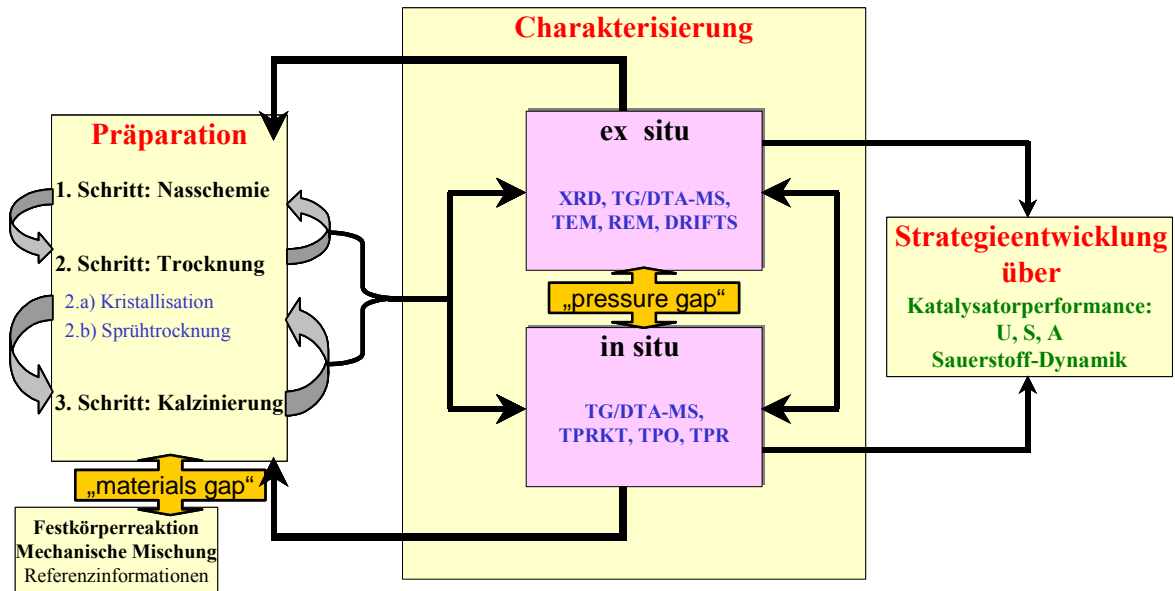 Charakterisierung
Präparation
1. Schritt: Nasschemie
2. Schritt: Trocknung
2.a) Kristallisation
2.b) Sprühtrocknung
3. Schritt: Kalzinierung
„materials gap“
Festkörperreaktion
Mechanische Mischung
Referenzinformationen
ex situ
XRD, TG/DTA-MS,
TEM, REM, DRIFTS
„pressure gap“
in situ
TG/DTA-MS,
TPRKT, TPO, TPR
Strategieentwicklung
über
Katalysatorperformance:
U, S, A
Sauerstoff-Dynamik